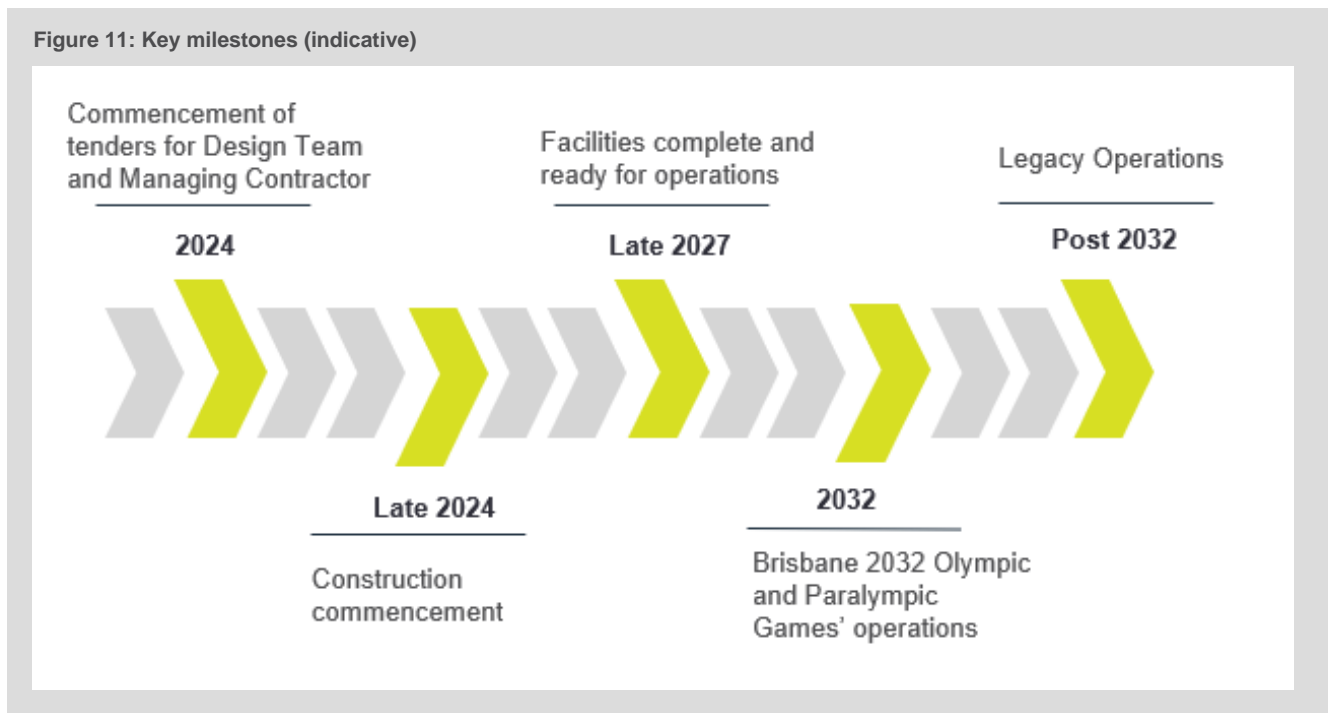 Figure 11: Key milestones (indicative)
Commencement of
tenders for Design Team
and Managing Contractor
2024
Late 2024
Construction
commencement
Facilities complete and
ready for operations
Late 2027
2032
Brisbane 2032 Olympic
and Paralympic
Games’ operations
Legacy Operations
Post 2032